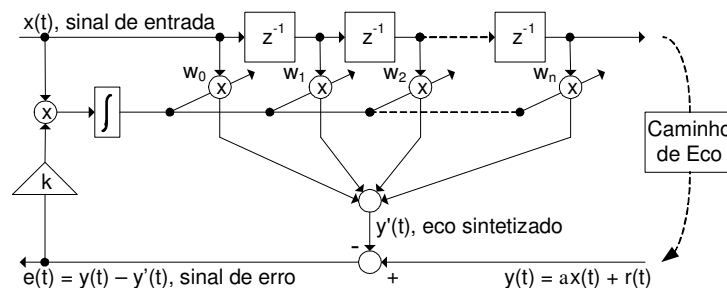 x(t), sinal de entrada
z-1
z-1
z-1
w0
w1
w2
wn
x
x
x
x
x
∫
Caminho
de Eco
k
y'(t), eco sintetizado
-
+
e(t) = y(t) – y'(t), sinal de erro
y(t) = ax(t) + r(t)